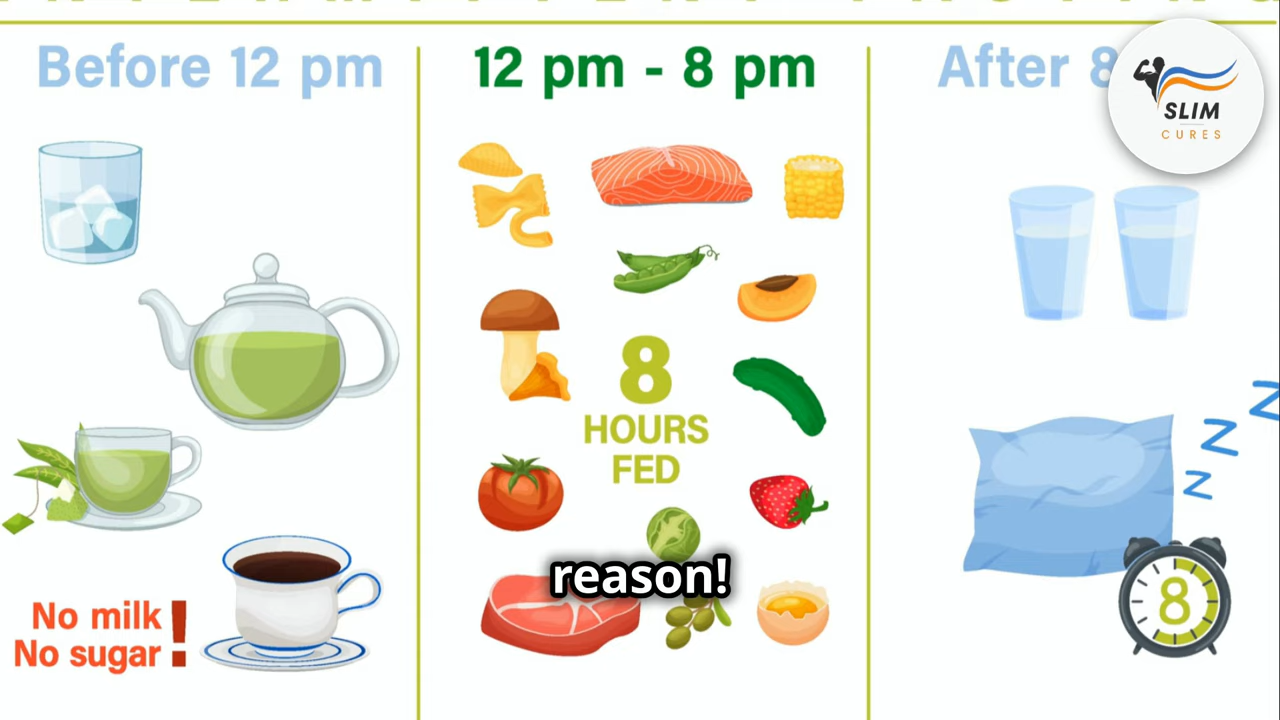 Before 12 pm
12 pm - 8 pm
After 8
SLIM
CURES
8
HOURS
FED
reason!
No milk
No sugar!
8
z
z
z